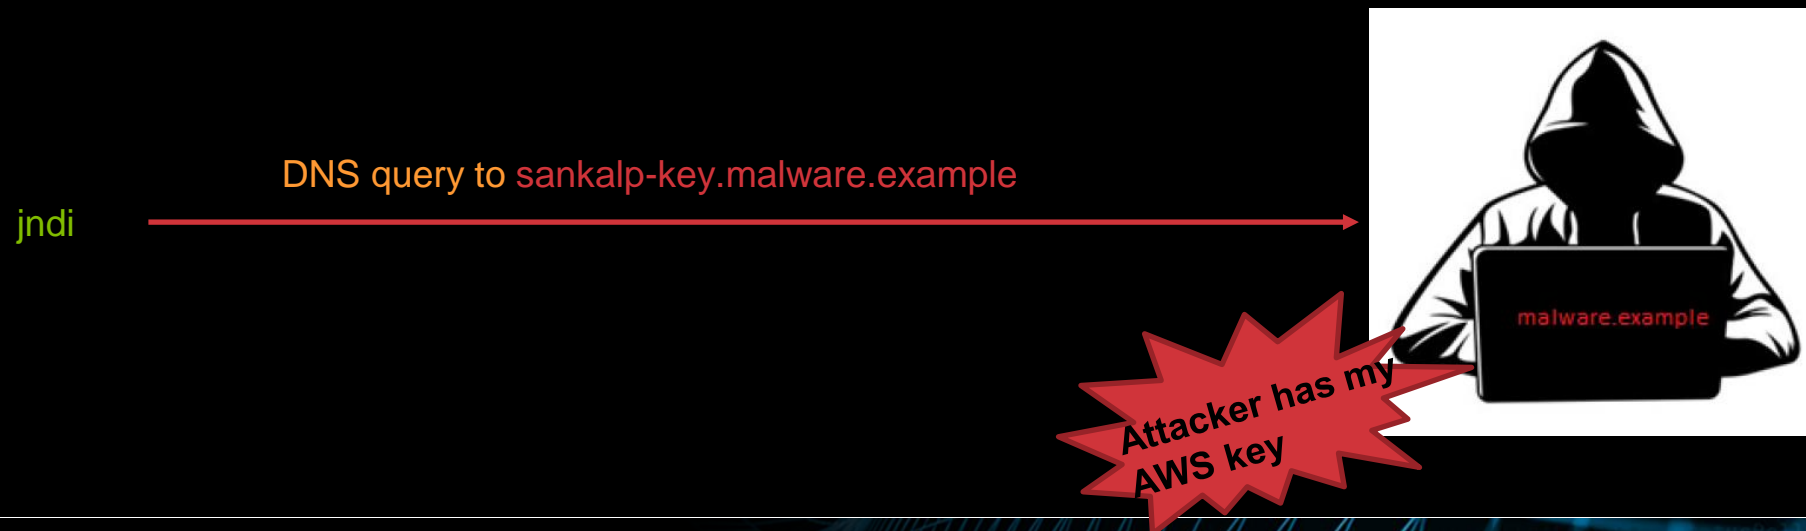 DNS query to sankalp-key.malware.example
jndi
malware.example
Attacker has my
AWS key